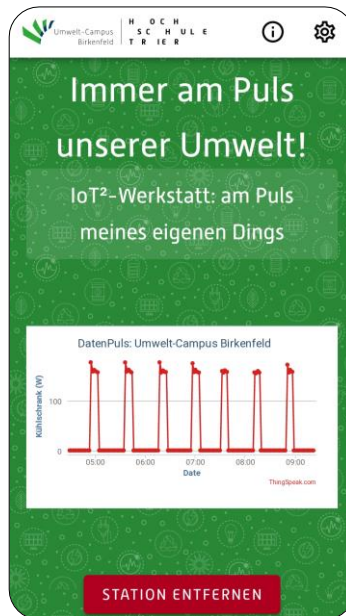 Umwelt-Campus
Birkenfeld
H O C H
S C H U L E
T R I E R
Immer am Puls
unserer Umwelt!
IoT²-Werkstatt: am Puls
meines eigenen Dings
DatenPuls: Umwelt-Campus Birkenfeld
Kühlschrank (W)
100
0
05:00 06:00 07:00 08:00 09:00
Date
ThingSpeak.com
STATION ENTFERNEN